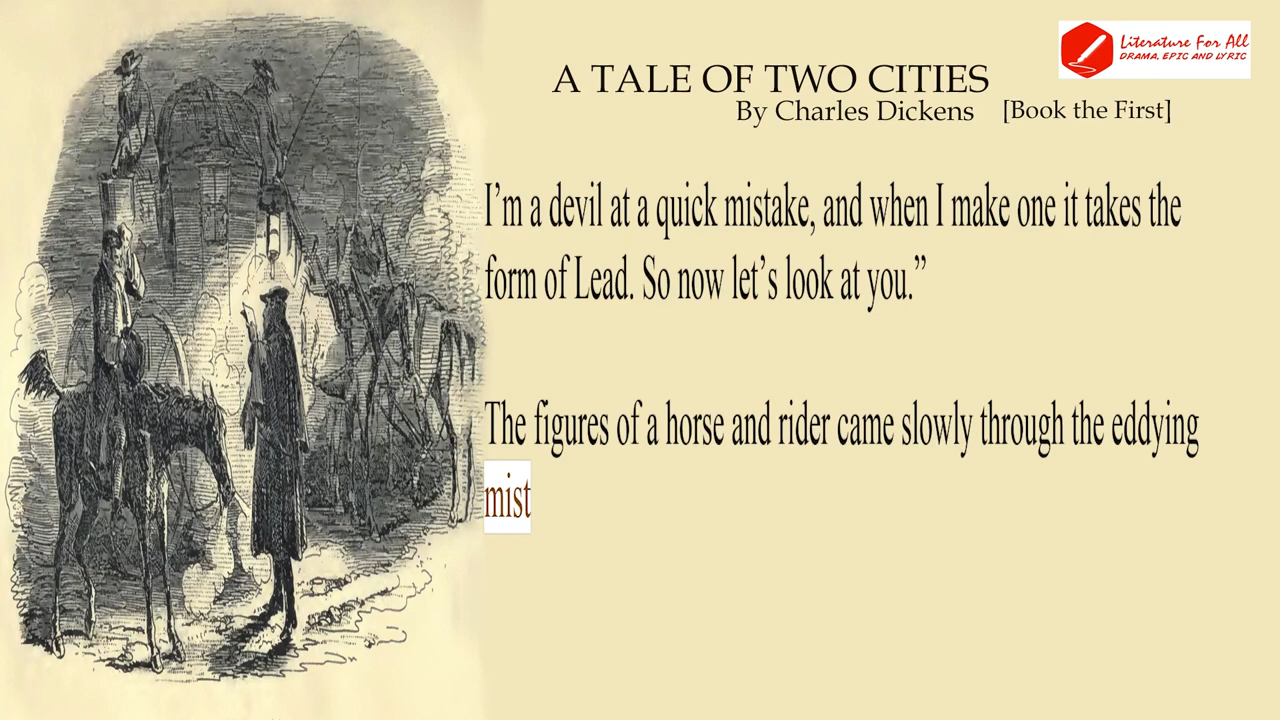 A TALE OF TWO CITIES
By Charles Dickens [Book the First]
Literature For All
DRAMA, EPIC AND LYRIC
I’m a devil at a quick mistake, and when I make one it takes the
form of Lead. So now let’s look at you.”
The figures of a horse and rider came slowly through the eddying
mist